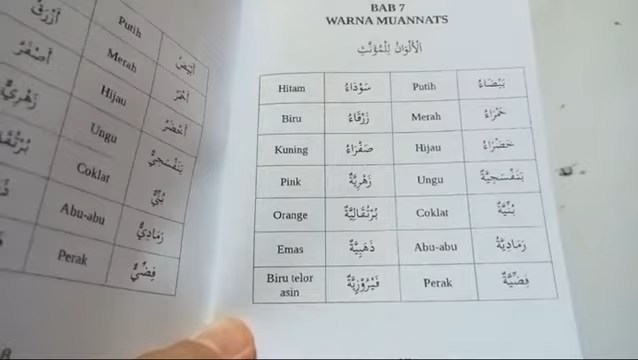 أَزْرَقُ Putih أَبْيَضُ
أَصْفَرُ Merah أَحْمَرُ
زَهْرِيٌّ Hijau أَخْضَرُ
Ungu بَنَفْسَجِيٌّ
Coklat بُنِّيٌّ
Abu-abu رَمَادِيٌّ
Perak فِضِّيٌّ
BAB 7
WARNA MUANNATS
اَلْأَلْوَانُ لِلْمُؤَنَّثِ
Hitam سَوْدَاءُ Putih بَيْضَاءُ
Biru زَرْقَاءُ Merah حَمْرَاءُ
Kuning صَفْرَاءُ Hijau خَضْرَاءُ
Pink زَهْرِيَّةٌ Ungu بَنَفْسَجِيَّةٌ
Orange بُرْتُقَالِيَّةٌ Coklat بُنِّيَّةٌ
Emas ذَهَبِيَّةٌ Abu-abu رَمَادِيَّةٌ
Biru telor asin فَيْرُوْزِيَّةٌ Perak فِضِّيَّةٌ